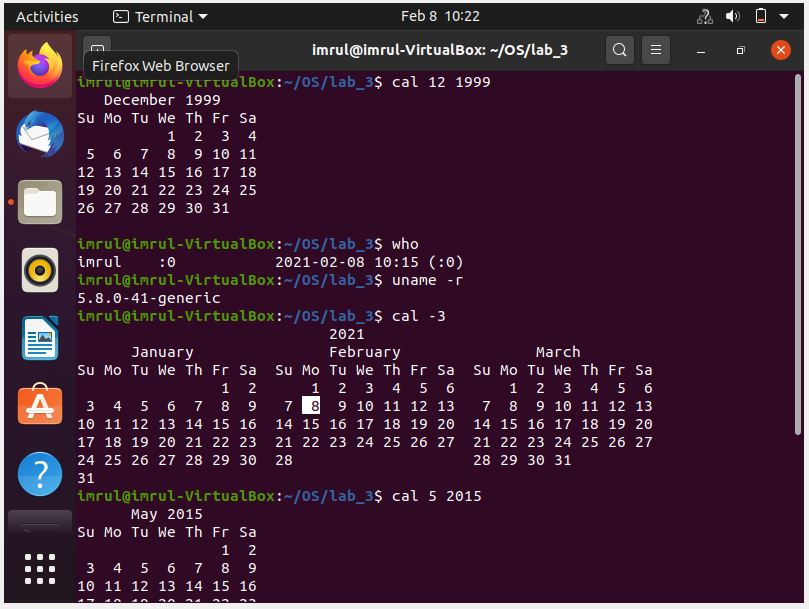 Activities Terminal Feb 8 10:22
imrul@imrul-VirtualBox: ~/OS/lab_3
Firefox Web Browser
imrul@imrul-VirtualBox:~/OS/lab_3$ cal 12 1999
   December 1999
Su Mo Tu We Th Fr Sa
          1  2  3  4
 5  6  7  8  9 10 11
12 13 14 15 16 17 18
19 20 21 22 23 24 25
26 27 28 29 30 31
imrul@imrul-VirtualBox:~/OS/lab_3$ who
imrul    :0           2021-02-08 10:15 (:0)
imrul@imrul-VirtualBox:~/OS/lab_3$ uname -r
5.8.0-41-generic
imrul@imrul-VirtualBox:~/OS/lab_3$ cal -3
                            2021
      January               February               March
Su Mo Tu We Th Fr Sa  Su Mo Tu We Th Fr Sa  Su Mo Tu We Th Fr Sa
                1  2      1  2  3  4  5  6      1  2  3  4  5  6
 3  4  5  6  7  8  9   7  8  9 10 11 12 13   7  8  9 10 11 12 13
10 11 12 13 14 15 16  14 15 16 17 18 19 20  14 15 16 17 18 19 20
17 18 19 20 21 22 23  21 22 23 24 25 26 27  21 22 23 24 25 26 27
24 25 26 27 28 29 30  28                    28 29 30 31
31
imrul@imrul-VirtualBox:~/OS/lab_3$ cal 5 2015
      May 2015
Su Mo Tu We Th Fr Sa
                1  2
 3  4  5  6  7  8  9
10 11 12 13 14 15 16
17 18 19 20 21 22 23